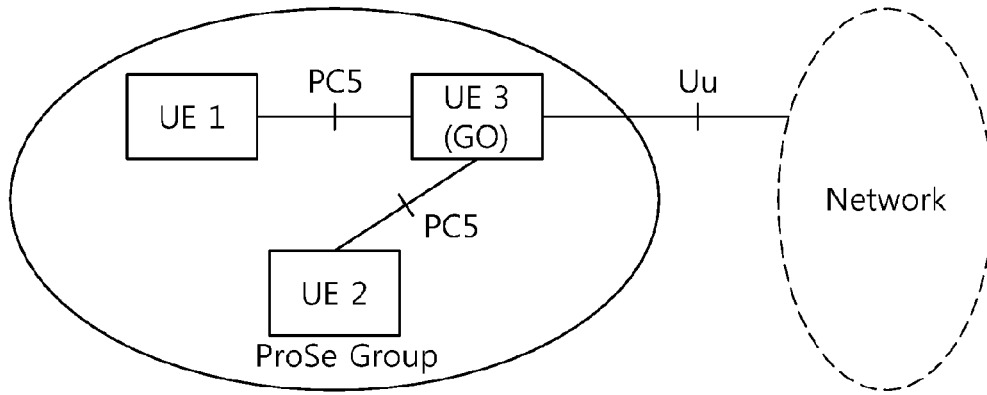 PC5
Uu
UE 1
UE 3
(GO)
Network
PC5
UE 2
ProSe Group